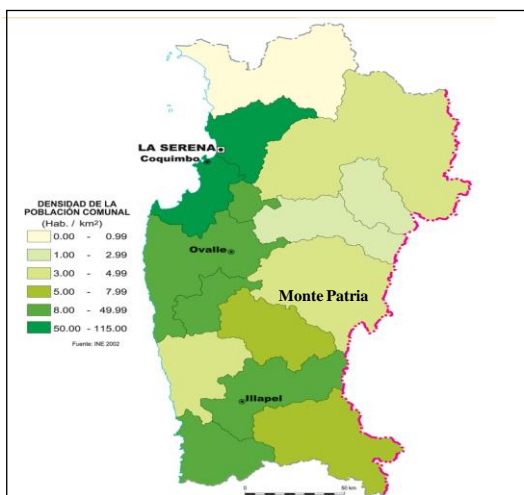 LA SERENA
Coquimbo
DENSIDAD DE LA
POBLACIÓN COMUNAL
(Hab. / km²)
0.00 - 0.99
1.00 - 2.99
3.00 - 4.99
5.00 - 7.99
8.00 - 49.99
50.00 - 115.00
Fuente: INE 2002
Ovalle
Monte Patria
Illapel
0 50 km